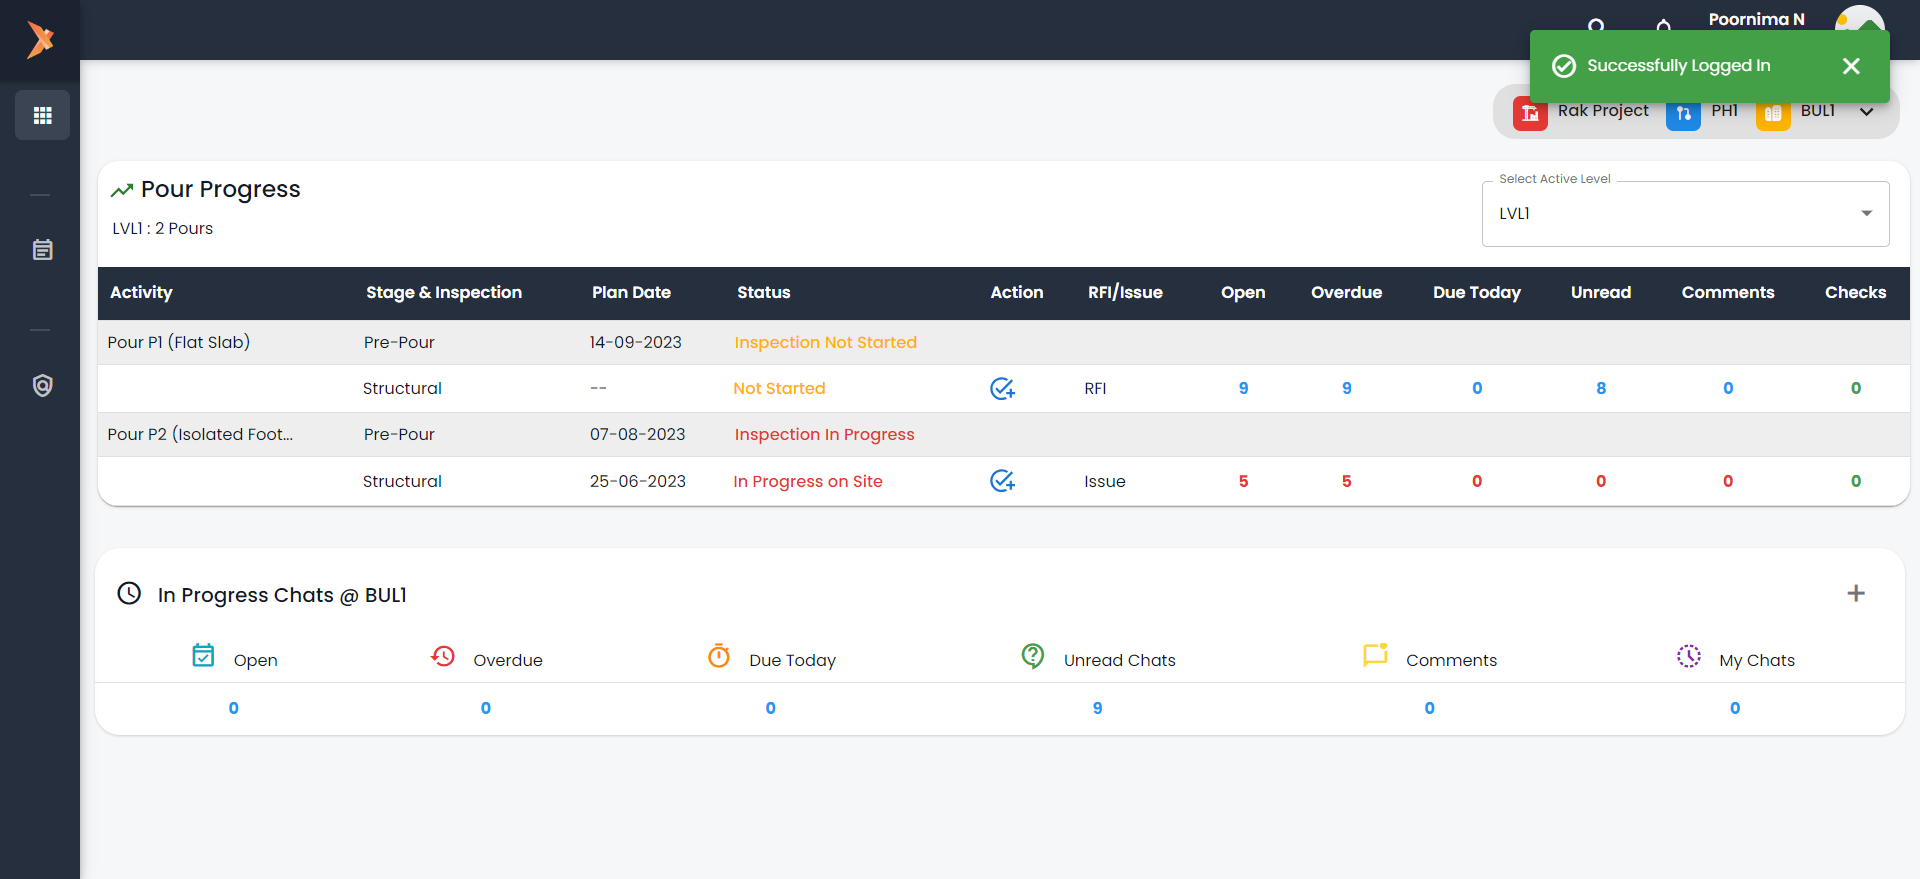 Poornima N
Successfully Logged In
Rak Project PH1 BUL1
Pour Progress
LVL1 : 2 Pours
Select Active Level
LVL1
Activity Stage & Inspection Plan Date Status Action RFI/Issue Open Overdue Due Today Unread Comments Checks
Pour P1 (Flat Slab) Pre-Pour 14-09-2023 Inspection Not Started
Structural -- Not Started RFI 9 9 0 8 0 0
Pour P2 (Isolated Foot... Pre-Pour 07-08-2023 Inspection In Progress
Structural 25-06-2023 In Progress on Site Issue 5 5 0 0 0 0
In Progress Chats @ BUL1
Open Overdue Due Today Unread Chats Comments My Chats
0 0 0 9 0 0